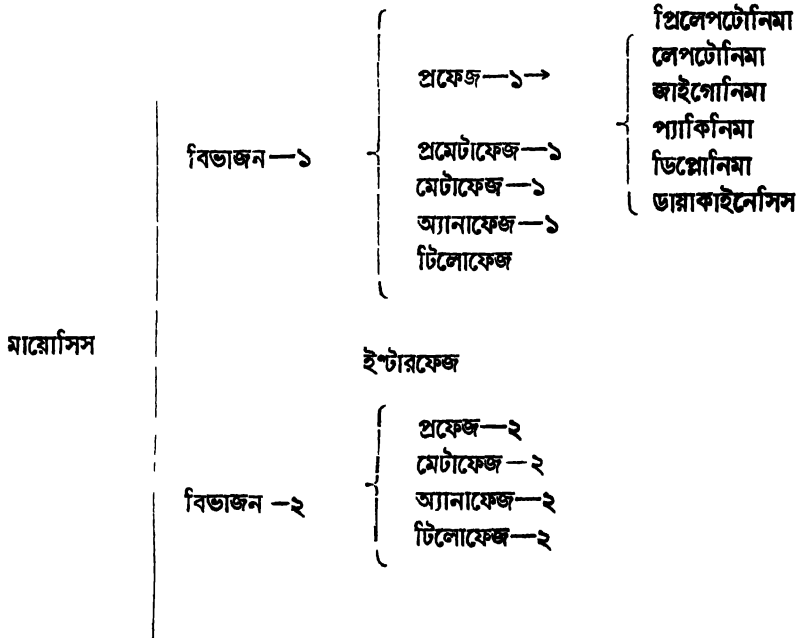 প্রিলেপটোনিমা
লেপটোনিমা
প্রফেজ—১→
জাইগোনিমা
প্যাকিনিমা
বিভাজন—১
প্রমেটাফেজ—১
ডিপ্লোনিমা
মেটাফেজ—১
ডায়াকাইনেসিস
অ্যানাফেজ—১
টিলোফেজ
মায়োসিস
ইন্টারফেজ
প্রফেজ—২
মেটাফেজ—২
বিভাজন—২
অ্যানাফেজ—২
টিলোফেজ—২